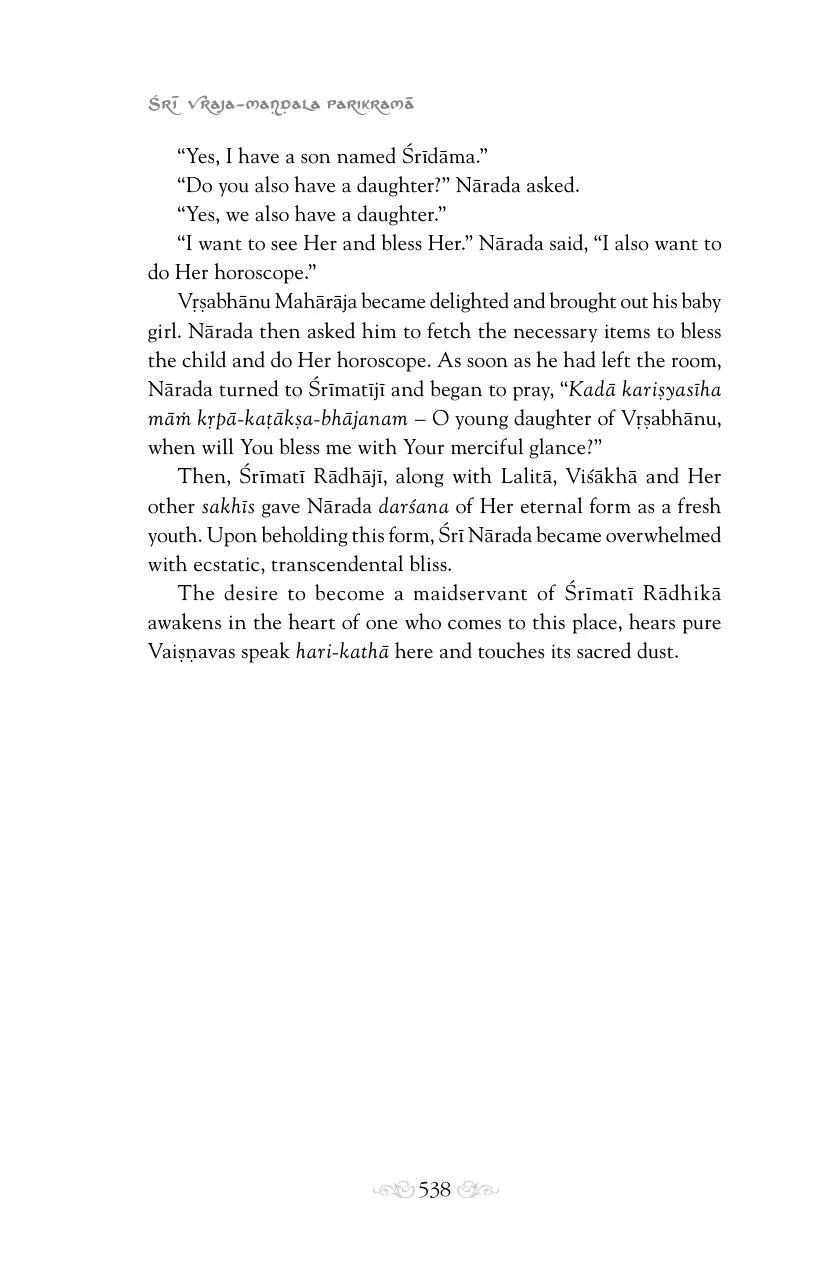 Śrī Vraja-maṇḍala Parikramā
“Yes, I have a son named Śrīdāma.”
“Do you also have a daughter?” Nārada asked.
“Yes, we also have a daughter.”
“I want to see Her and bless Her.” Nārada said, “I also want to
do Her horoscope.”
Vṛṣabhānu Mahārāja became delighted and brought out his baby
girl. Nārada then asked him to fetch the necessary items to bless
the child and do Her horoscope. As soon as he had left the room,
Nārada turned to Śrīmatījī and began to pray, “Kadā kariṣyasīha
māṁ kṛpā-kaṭākṣa-bhājanam – O young daughter of Vṛṣabhānu,
when will You bless me with Your merciful glance?”
Then, Śrīmatī Rādhājī, along with Lalitā, Viśākhā and Her
other sakhīs gave Nārada darśana of Her eternal form as a fresh
youth. Upon beholding this form, Śrī Nārada became overwhelmed
with ecstatic, transcendental bliss.
The desire to become a maidservant of Śrīmatī Rādhikā
awakens in the heart of one who comes to this place, hears pure
Vaiṣṇavas speak hari-kathā here and touches its sacred dust.
538